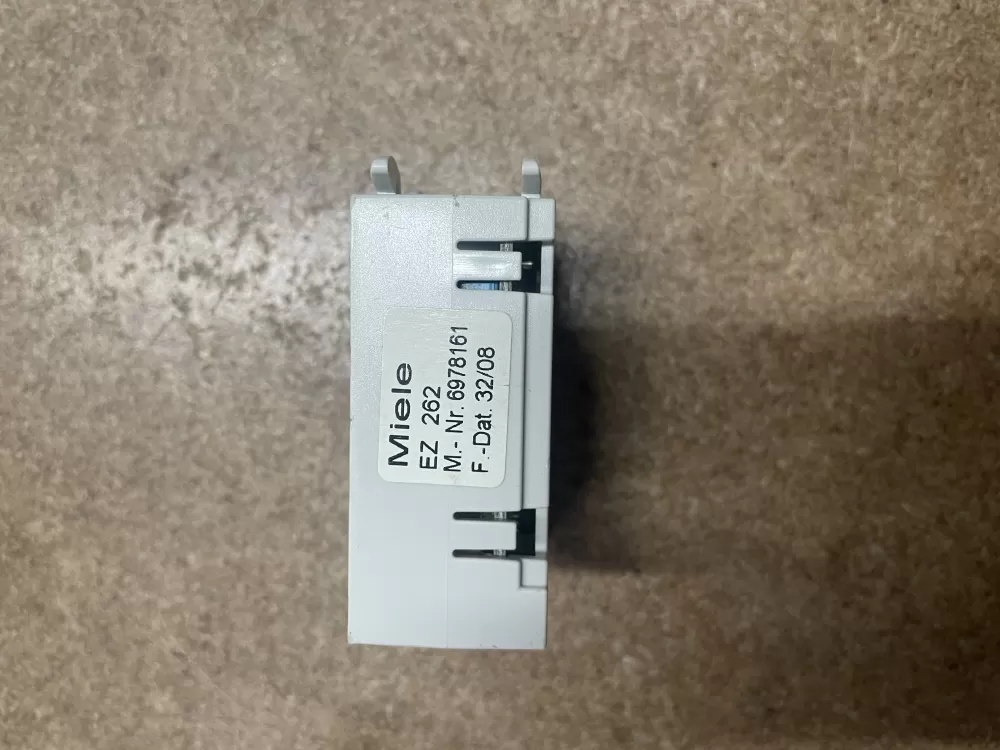 Miele
EZ 262
M.- Nr. 6978161
F.-Dat. 32/08